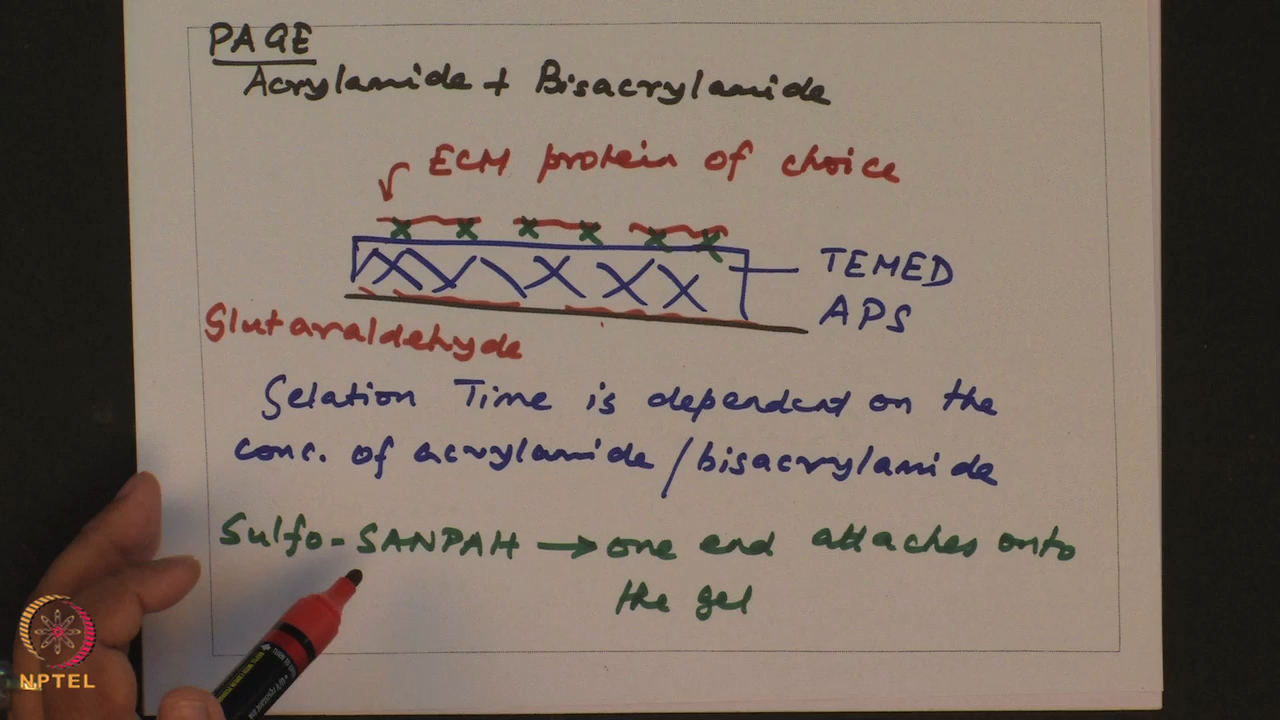 PAGE
Acrylamide + Bisacrylamide
ECM protein of choice
TEMED
APS
Glutaraldehyde
Gelation Time is dependent on the
conc. of acrylamide/bisacrylamide
Sulfo-SANPAH → one end attaches onto
the gel
NPTEL